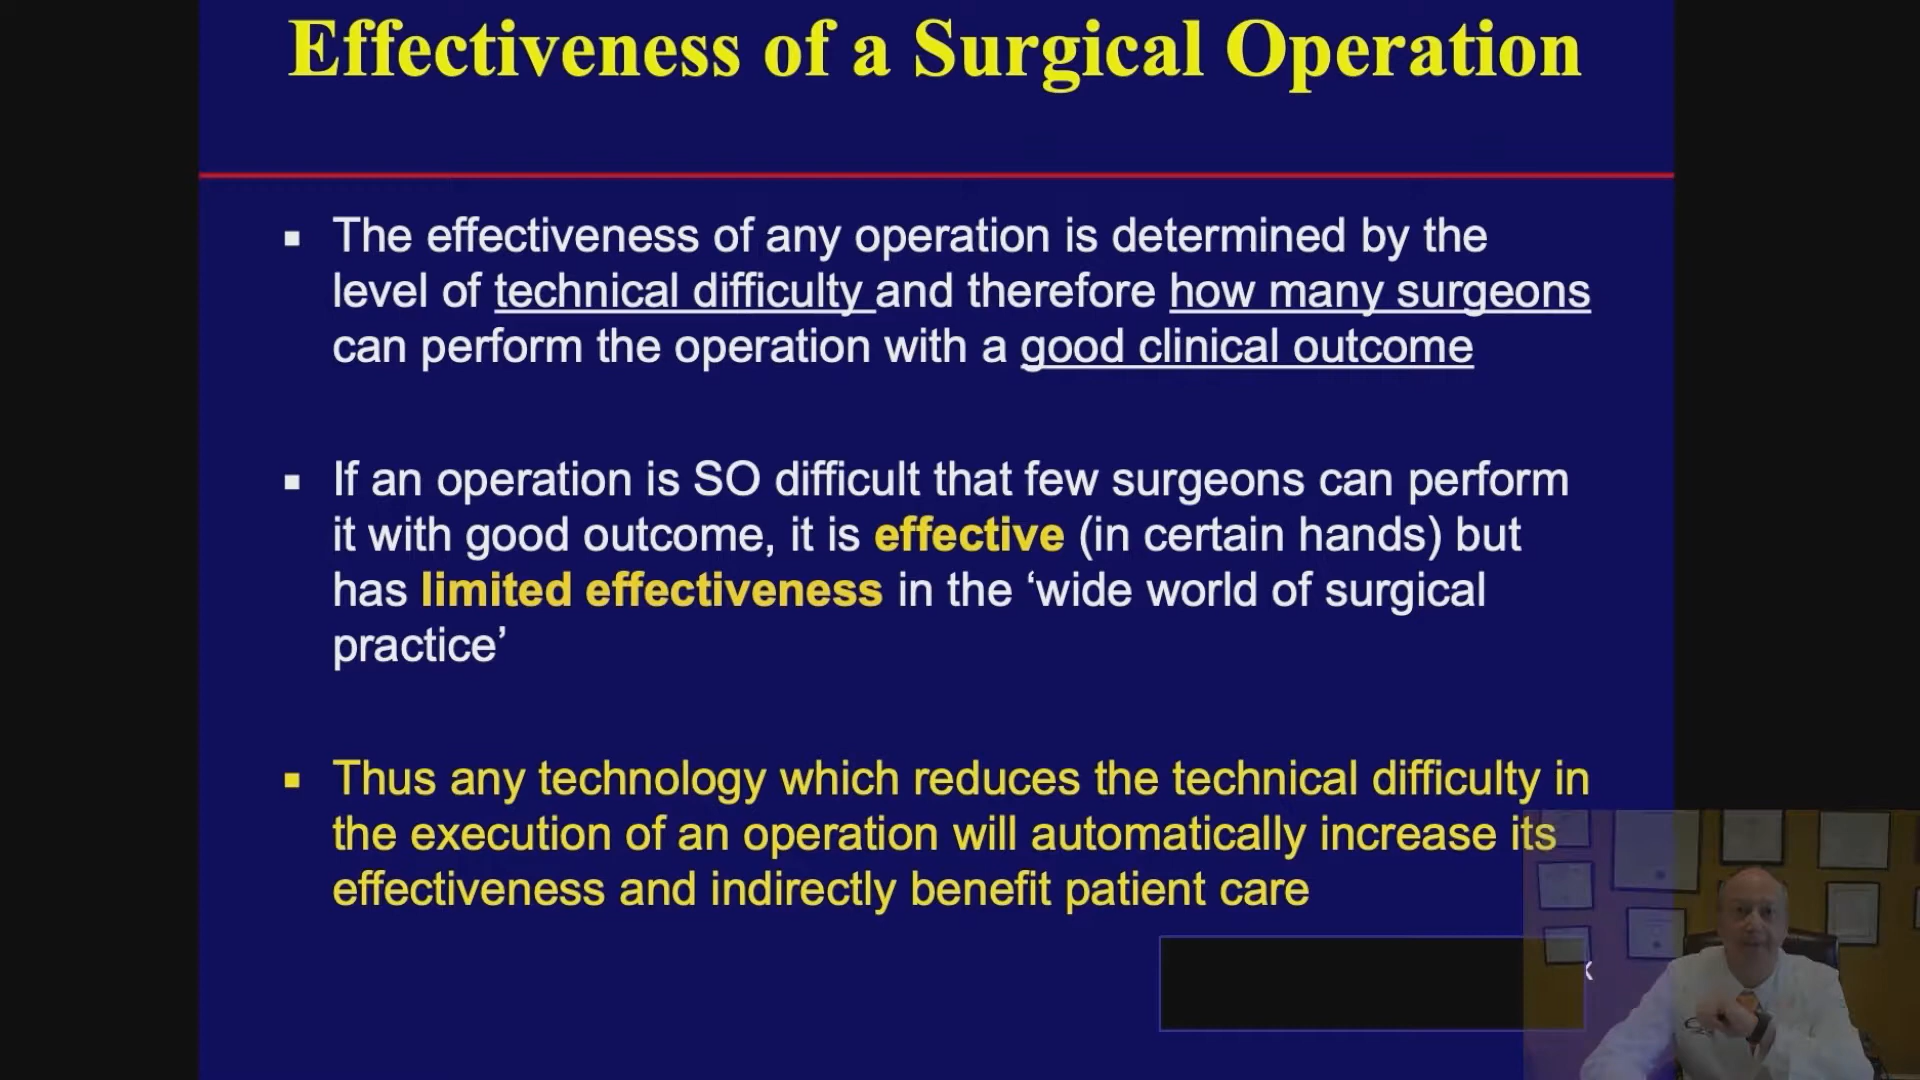 Effectiveness of a Surgical Operation
▪ The effectiveness of any operation is determined by the
level of technical difficulty and therefore how many surgeons
can perform the operation with a good clinical outcome
▪ If an operation is SO difficult that few surgeons can perform
it with good outcome, it is effective (in certain hands) but
has limited effectiveness in the ‘wide world of surgical
practice’
▪ Thus any technology which reduces the technical difficulty in
the execution of an operation will automatically increase its
effectiveness and indirectly benefit patient care